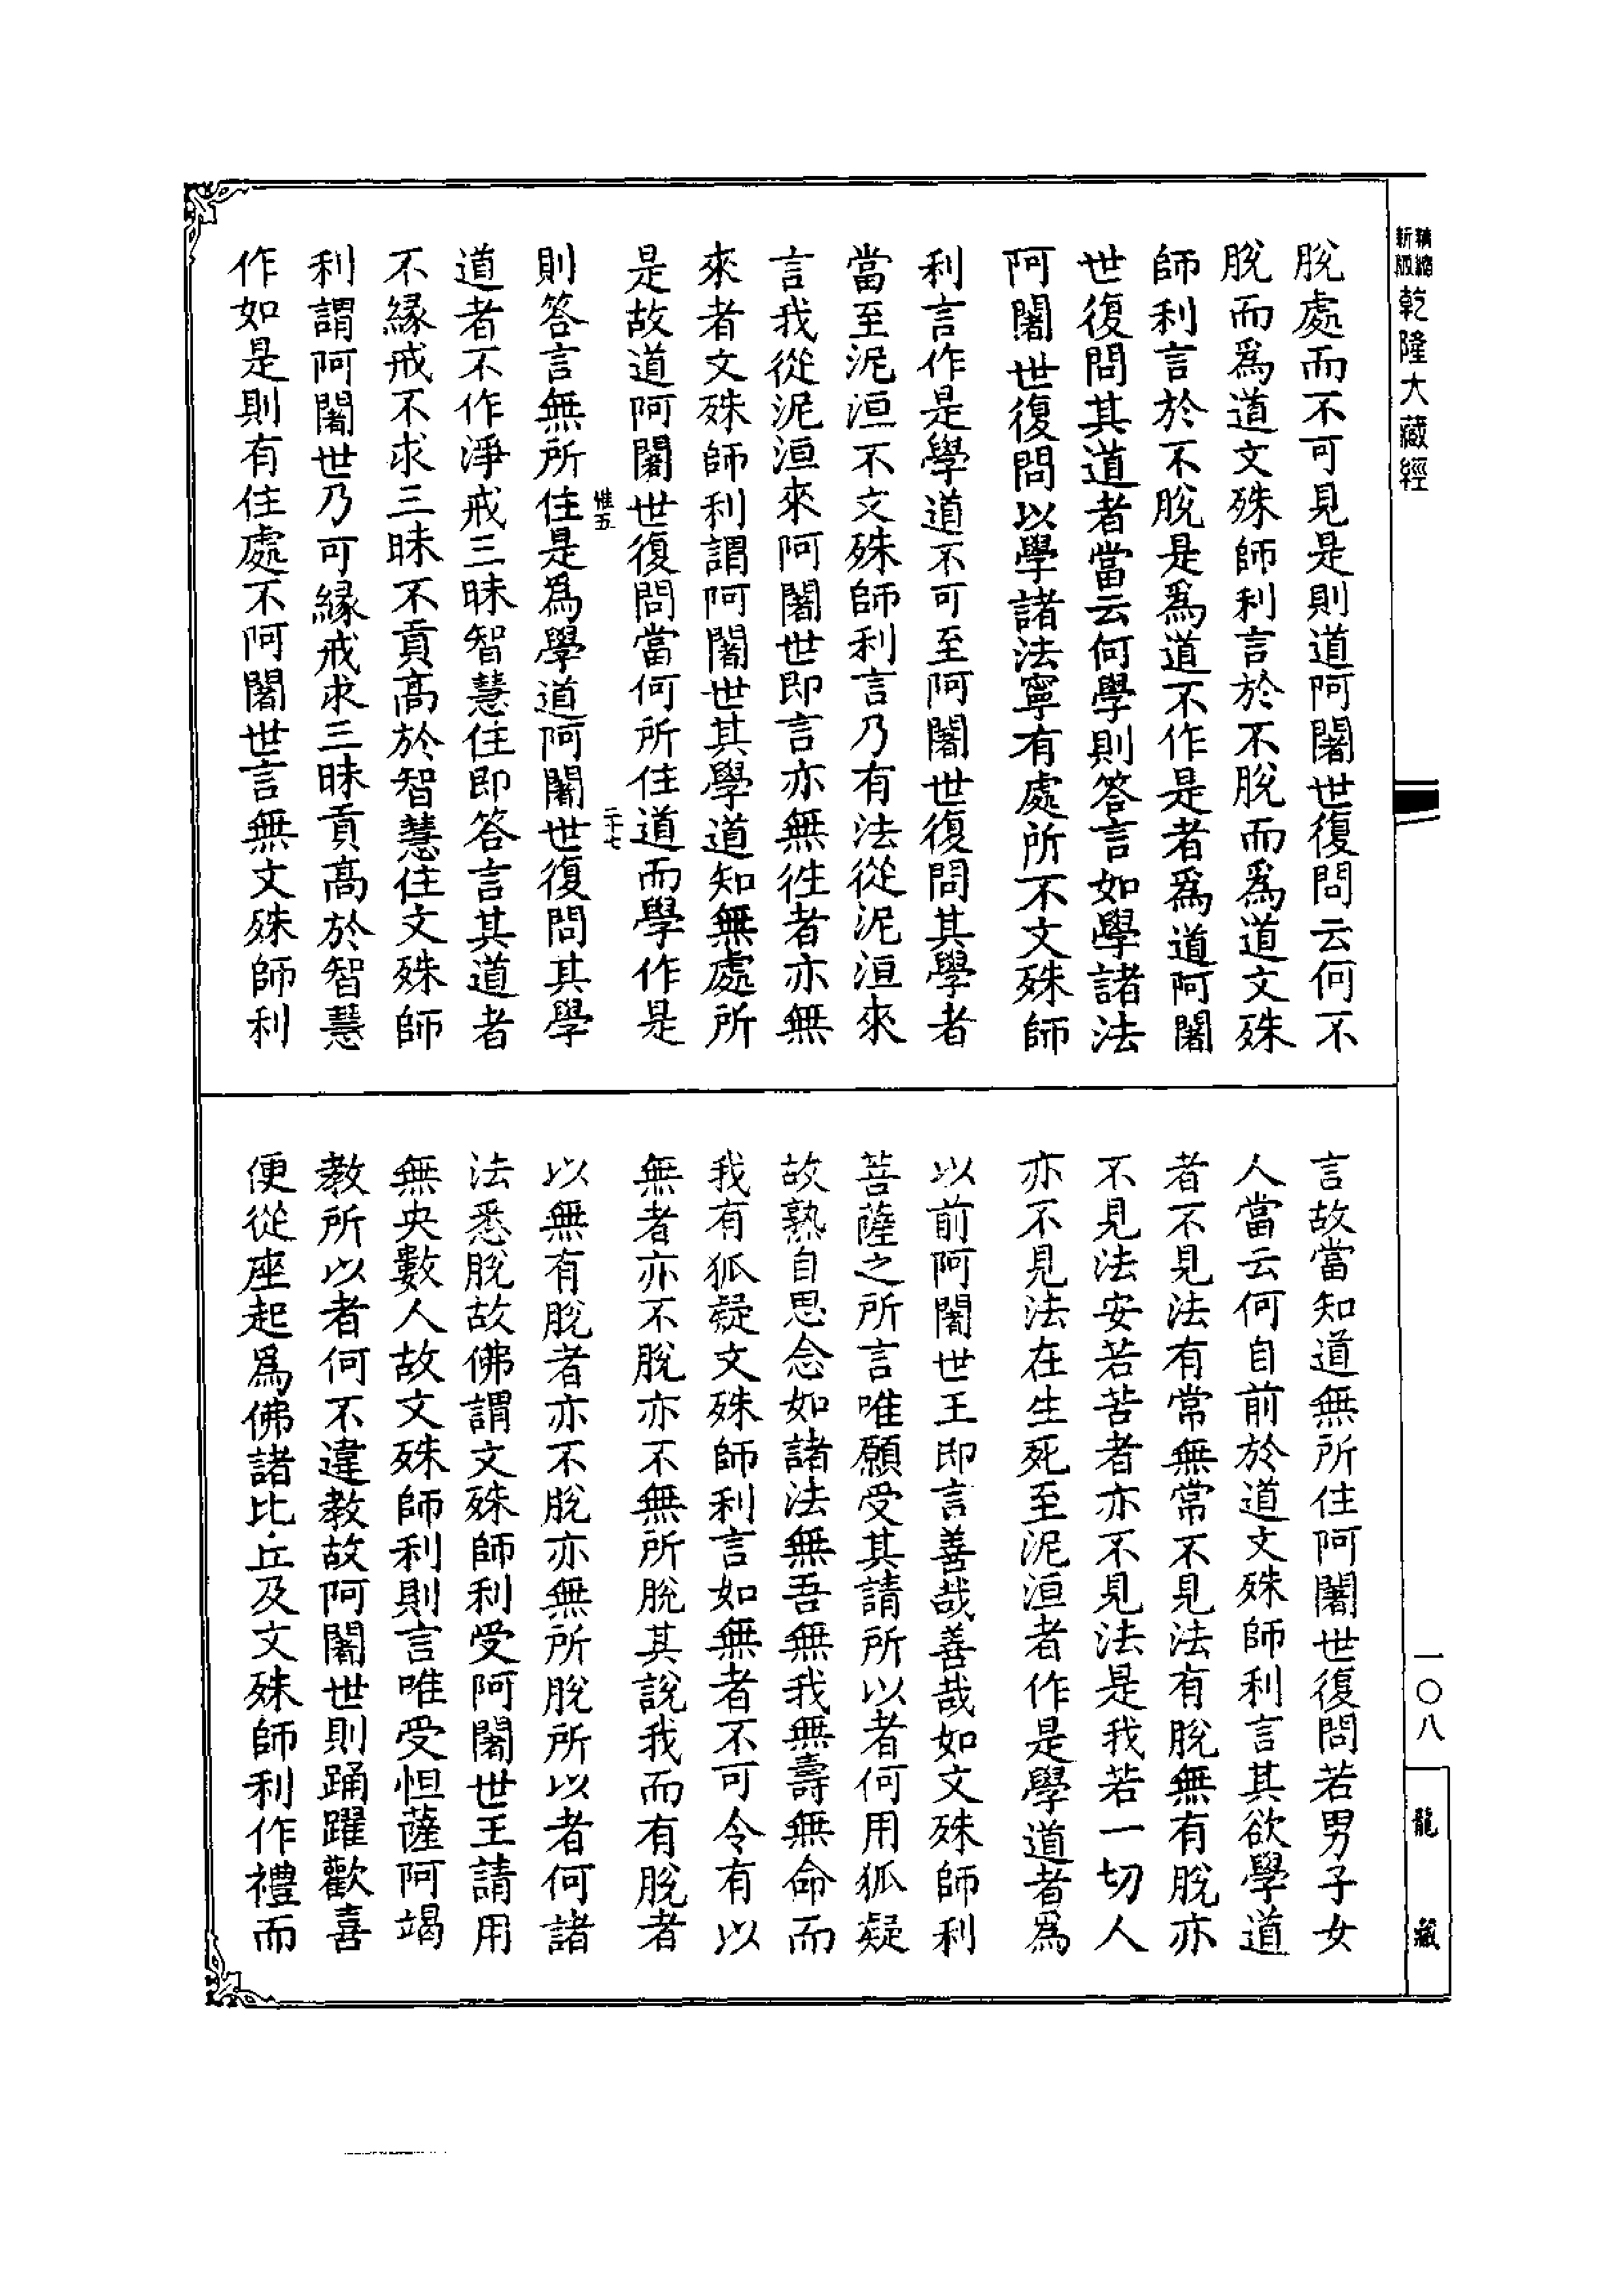 精縮新版乾隆大藏經
脫處而不可見是則道阿闍世復問云何不
脫而爲道文殊師利言於不脫而爲道文殊
師利言於不脫是爲道不作是者爲道阿闍
世復問其道者當云何學則答言如學諸法
阿闍世復問以學諸法寧有處所不文殊師
利言作是學道不可至阿闍世復問其學者
當至泥洹不文殊師利言乃有法從泥洹來
言我從泥洹來阿闍世即言亦無徃者亦無
來者文殊師利謂阿闍世其學道知無處所
是故道阿闍世復問當何所住道而學作是
惟五 二十七
則答言無所住是爲學道阿闍世復問其學
道者不作淨戒三昧智慧住即答言其道者
不緣戒不求三昧不貢高於智慧住文殊師
利謂阿闍世乃可緣戒求三昧貢高於智慧
作如是則有住處不阿闍世言無文殊師利
言故當知道無所住阿闍世復問若男子女
人當云何自前於道文殊師利言其欲學道
者不見法有常無常不見法有脫無有脫亦
不見法安若苦者亦不見法是我若一切人
亦不見法在生死至泥洹者作是學道者爲
以前阿闍世王即言善哉善哉如文殊師利
菩薩之所言唯願受其請所以者何用狐疑
故熟自思念如諸法無吾無我無壽無命而
我有狐疑文殊師利言如無者不可令有以
無者亦不脫亦不無所脫其說我而有脫者
以無有脫者亦不脫亦無所脫所以者何諸
法悉脫故佛謂文殊師利受阿闍世王請用
無央數人故文殊師利則言唯受怛薩阿竭
教所以者何不違教故阿闍世則踊躍歡喜
便從座起爲佛諸比丘及文殊師利作禮而
一〇八
龍藏